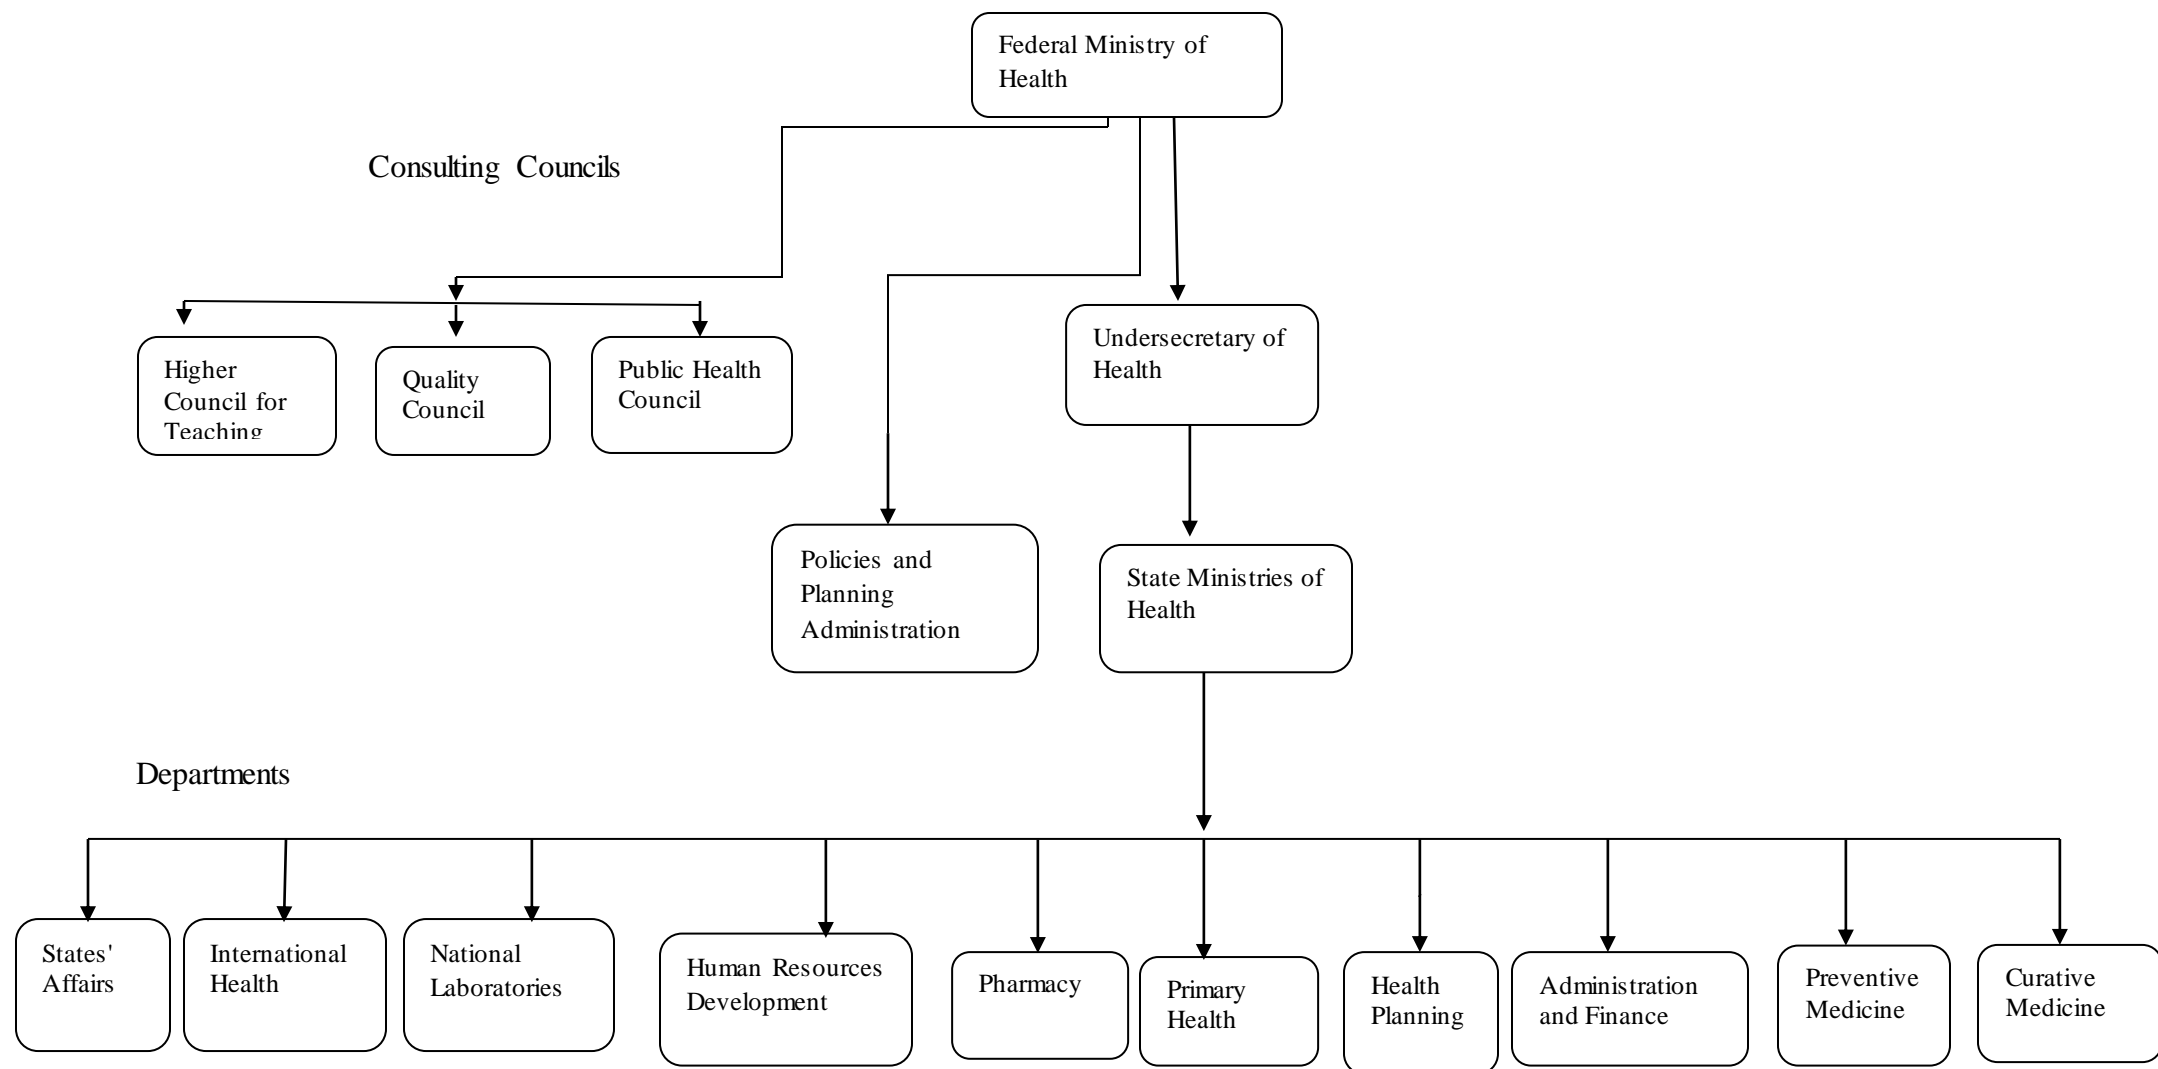 Federal Ministry of
Health
Consulting Councils
Higher
Council for
Teaching
Quality
Council
Public Health
Council
Undersecretary of
Health
Policies and
Planning
Administration
State Ministries of
Health
Departments
States'
Affairs
International
Health
National
Laboratories
Human Resources
Development
Pharmacy
Primary
Health
Health
Planning
Administration
and Finance
Preventive
Medicine
Curative
Medicine